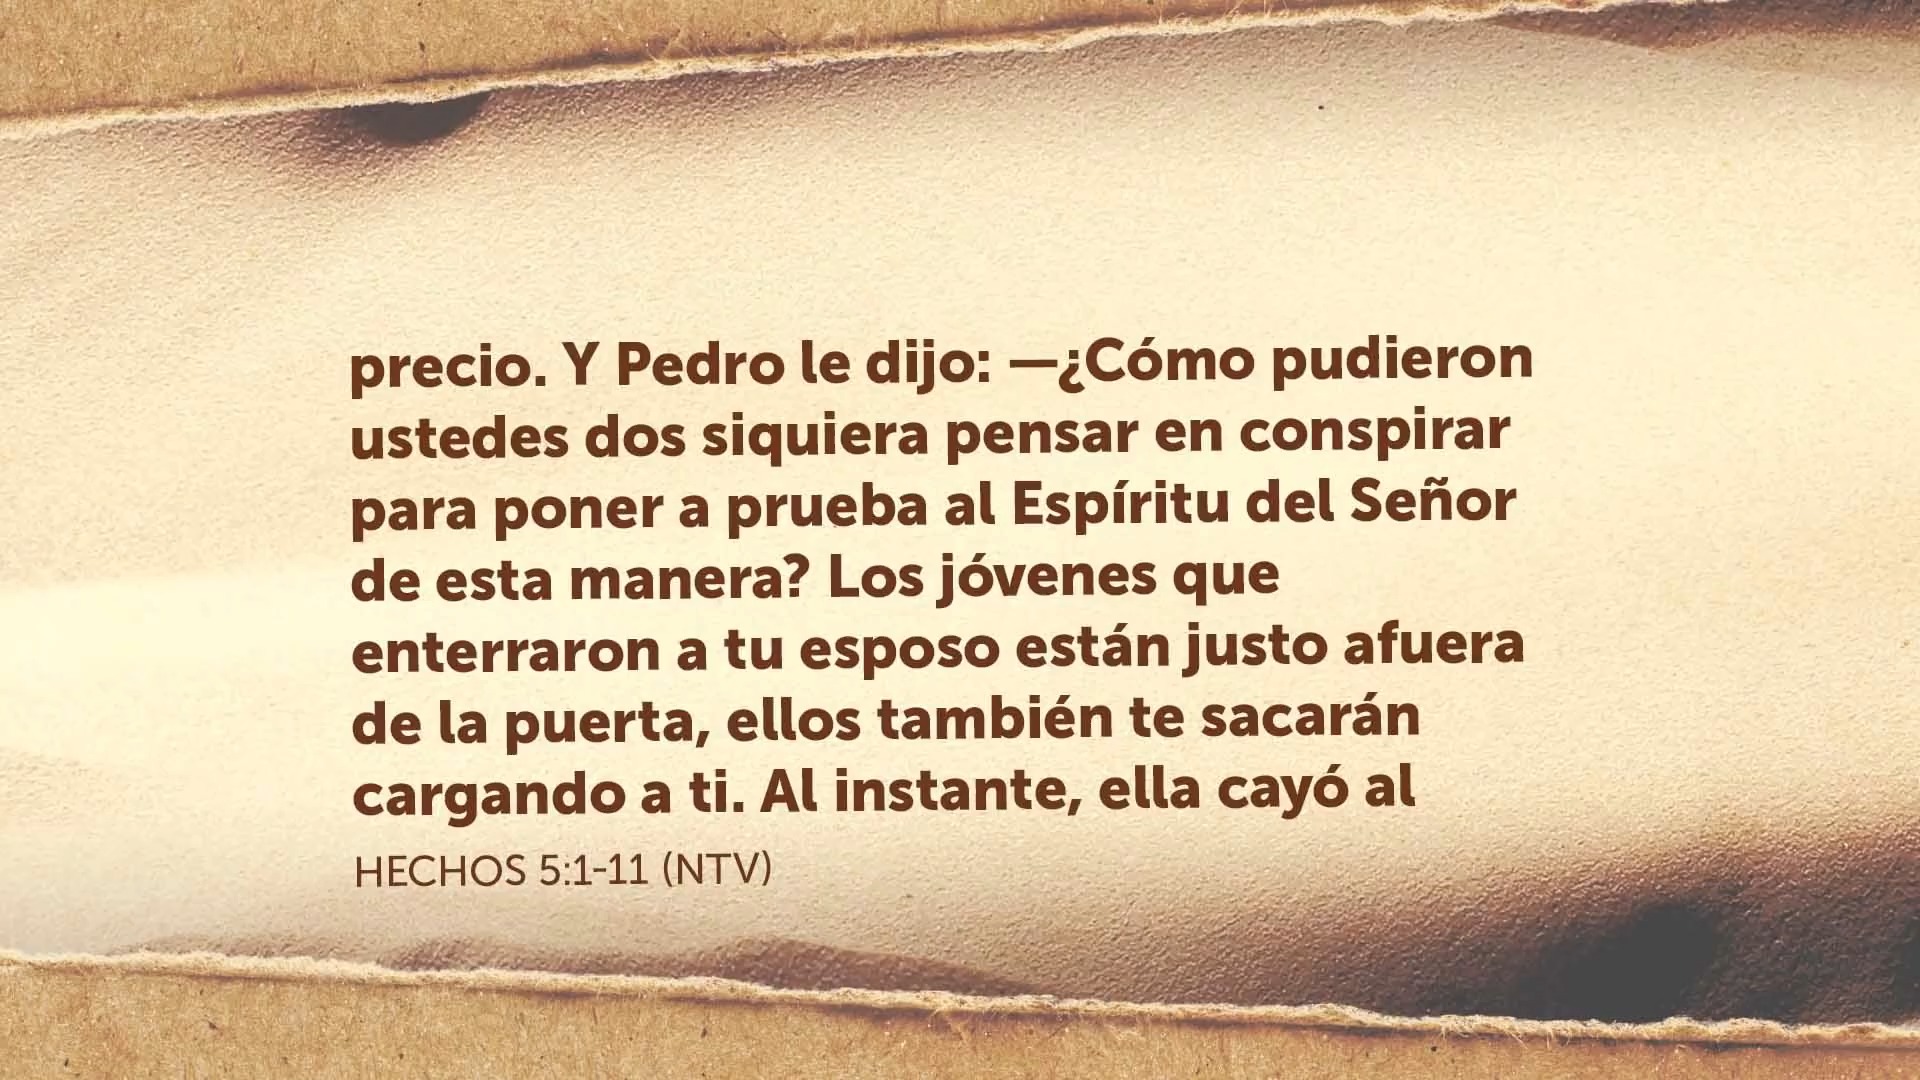 precio. Y Pedro le dijo: —¿Cómo pudieron
ustedes dos siquiera pensar en conspirar
para poner a prueba al Espíritu del Señor
de esta manera? Los jóvenes que
enterraron a tu esposo están justo afuera
de la puerta, ellos también te sacarán
cargando a ti. Al instante, ella cayó al
HECHOS 5:1-11 (NTV)